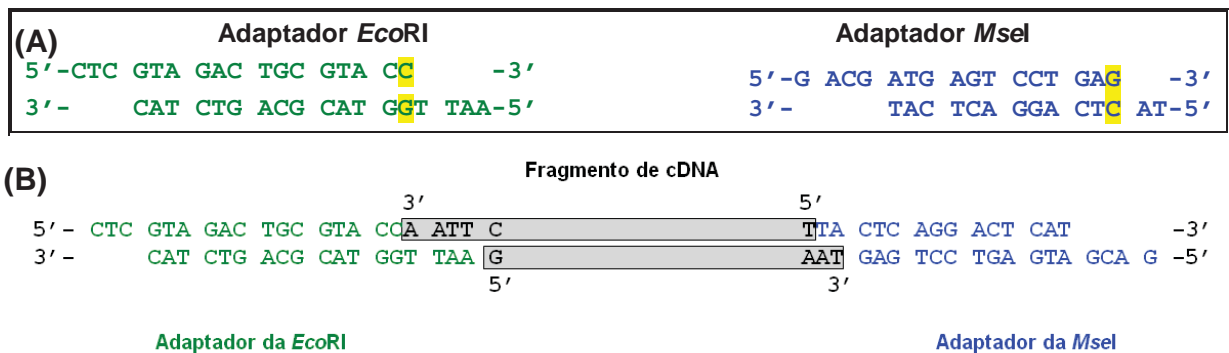 (A) Adaptador EcoRI Adaptador MseI
5’-CTC GTA GACT TGC GTA CC -3’ 5’-G ACG ATG AGT CCT GAG -3’
3’- CAT CTG ACG CAT GGT TAA-5’ 3’- TAC TCA GGA CTC AT-5’
(B) Fragmento de cDNA
3’ 5’
5’- CTC GTA GAC TGC GTA CCA ATT C TTA CTC AGG ACT CAT -3’
3’- CAT CTG ACG CAT GGT TAA G AAT GAG TCC TGA GTA GCA G -5’
5’ 3’
Adaptador da EcoRI Adaptador da MseI